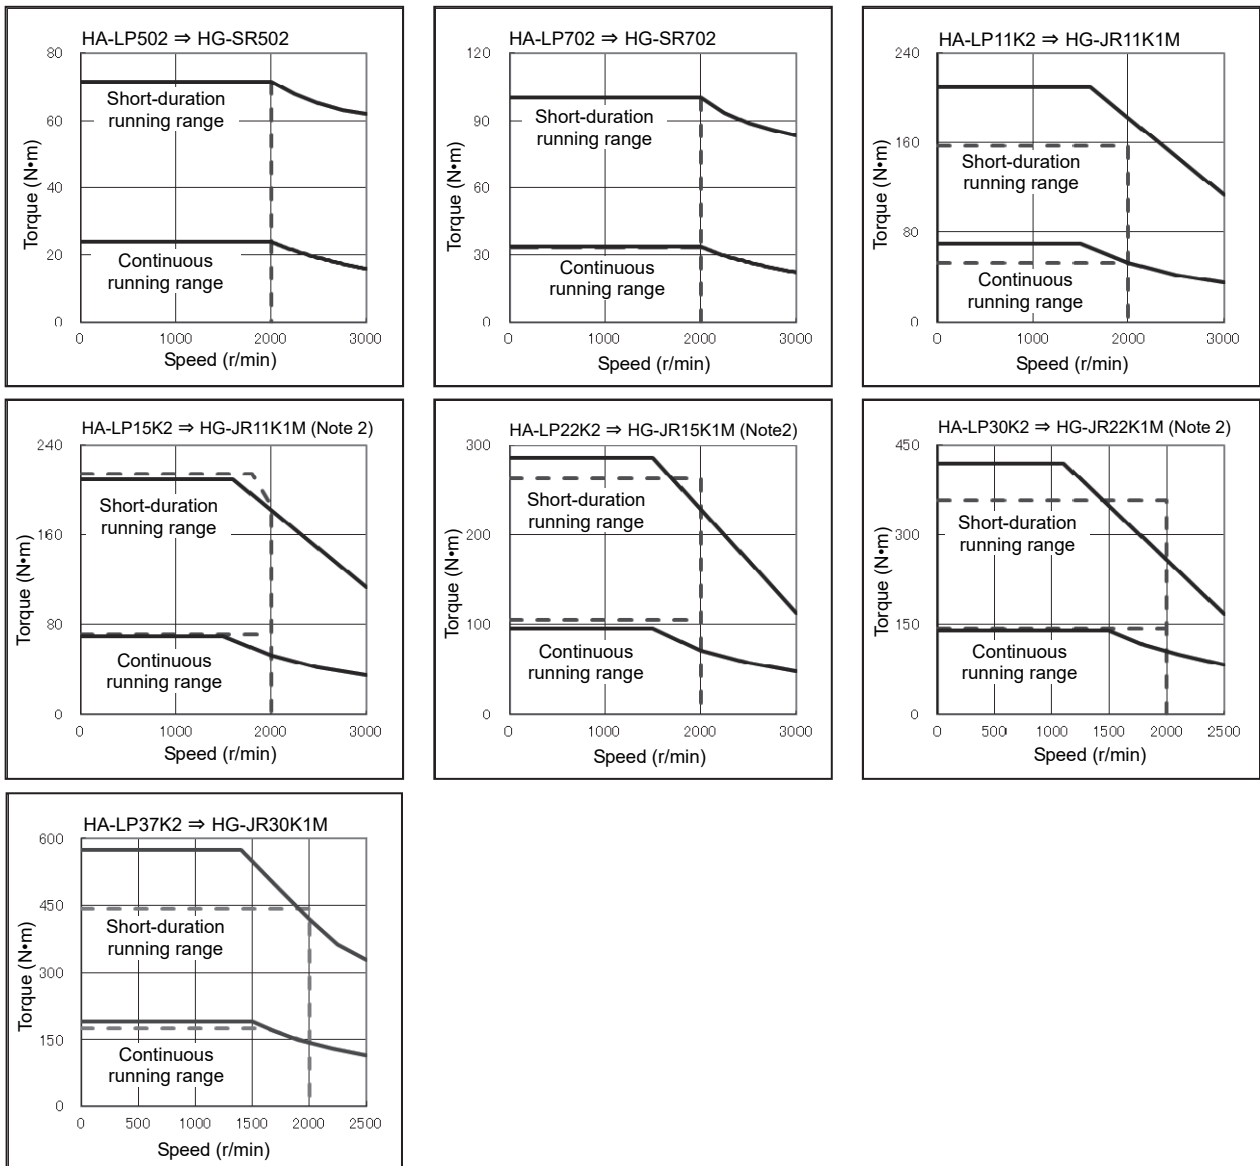 HA-LP502 ⇒ HG-SR502
80
60
40
20
0
Torque (N•m)
Short-duration
running range
Continuous
running range
0 1000 2000 3000
Speed (r/min)
HA-LP702 ⇒ HG-SR702
120
90
60
30
0
Torque (N•m)
Short-duration
running range
Continuous
running range
0 1000 2000 3000
Speed (r/min)
HA-LP11K2 ⇒ HG-JR11K1M
240
160
80
0
Torque (N•m)
Short-duration
running range
Continuous
running range
0 1000 2000 3000
Speed (r/min)
HA-LP15K2 ⇒ HG-JR11K1M (Note 2)
240
160
80
0
Torque (N•m)
Short-duration
running range
Continuous
running range
0 1000 2000 3000
Speed (r/min)
HA-LP22K2 ⇒ HG-JR15K1M (Note2)
300
200
100
0
Torque (N•m)
Short-duration
running range
Continuous
running range
0 1000 2000 3000
Speed (r/min)
HA-LP30K2 ⇒ HG-JR22K1M (Note 2)
450
300
150
0
Torque (N•m)
Short-duration
running range
Continuous
running range
0 500 1000 1500 2000 2500
Speed (r/min)
HA-LP37K2 ⇒ HG-JR30K1M
600
450
300
150
0
Torque (N•m)
Short-duration
running range
Continuous
running range
0 500 1000 1500 2000 2500
Speed (r/min)